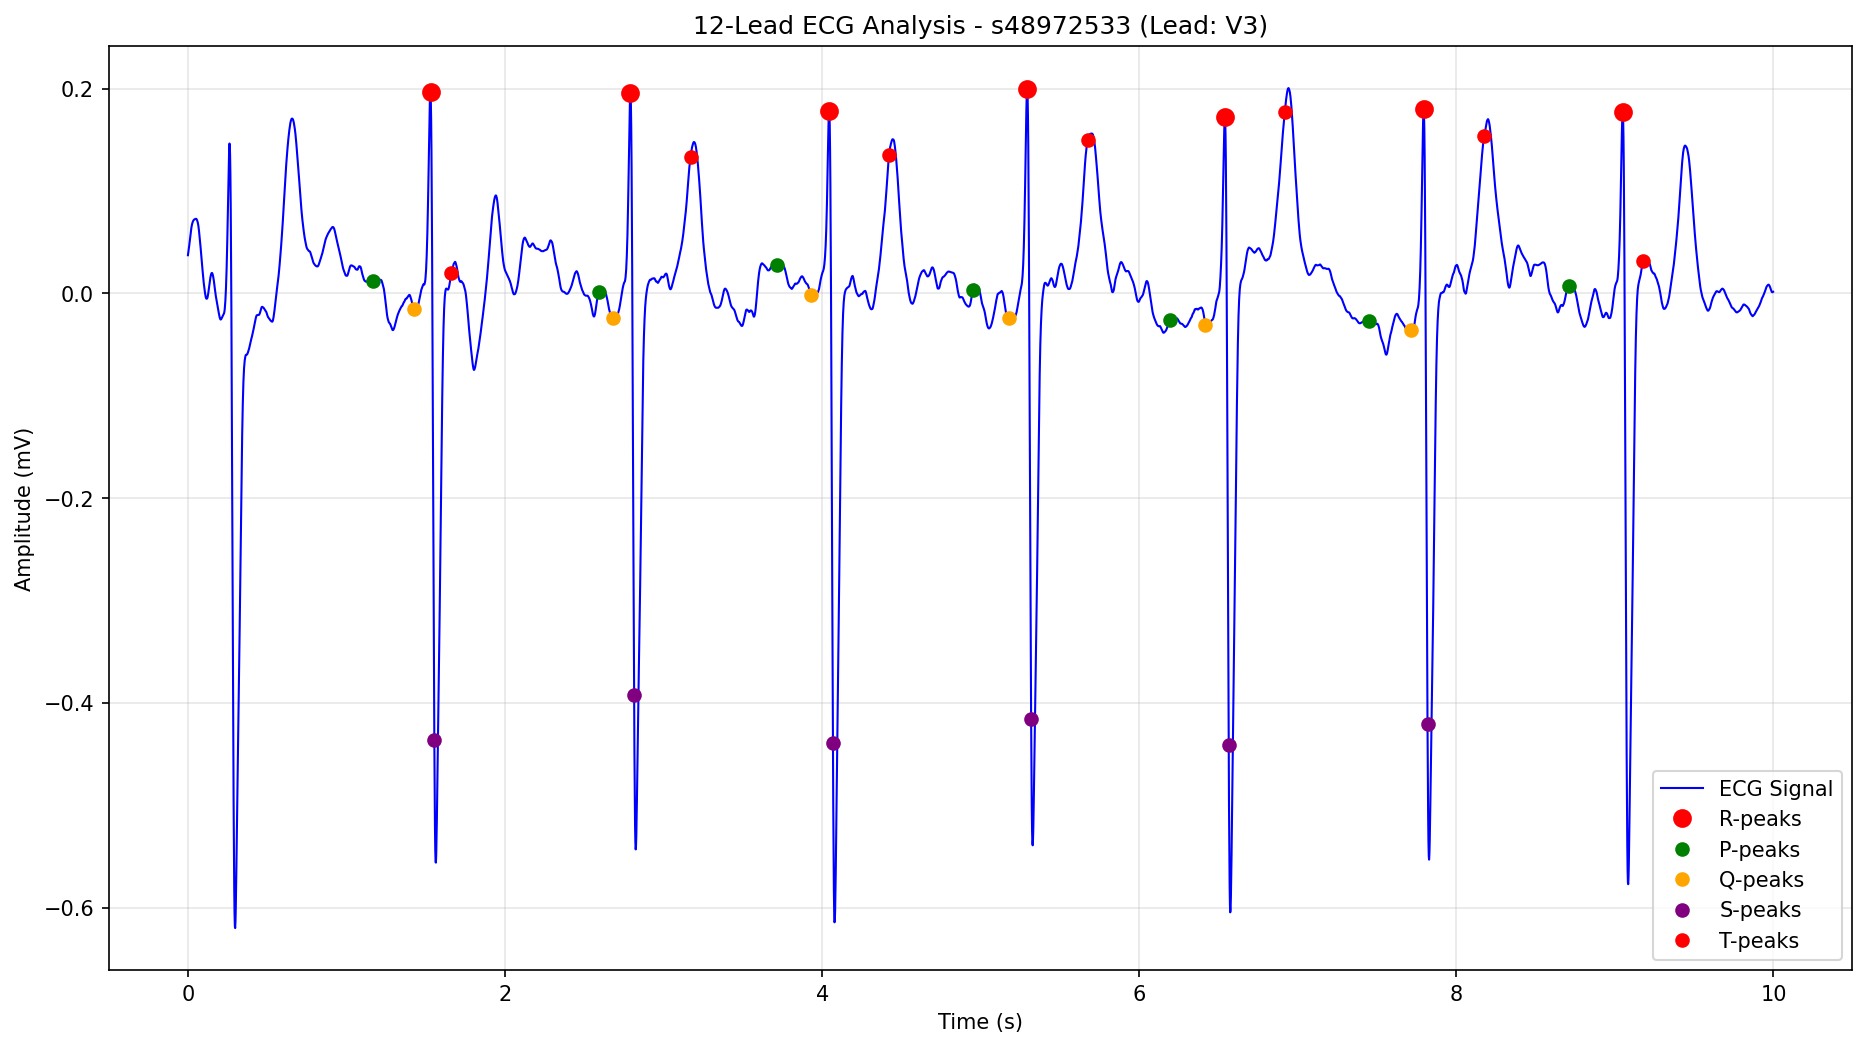 12-Lead ECG Analysis - s48972533 (Lead: V3)
Amplitude (mV)
0.2
0.0
−0.2
−0.4
−0.6
0
2
4
6
8
10
Time (s)
ECG Signal
R-peaks
P-peaks
Q-peaks
S-peaks
T-peaks